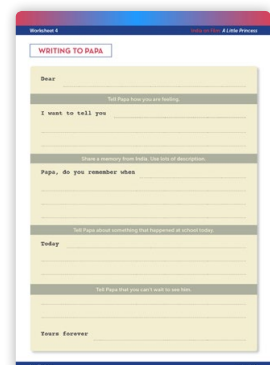 Worksheet 4
A Little Princess
WRITING TO PAPA
Dear
Tell Papa how you are feeling.
I want to tell you
Share a memory from India. Use lots of description.
Papa, do you remember when
Tell Papa about something that happened at school today.
Today
Tell Papa that you can't wait to see him.
Yours forever